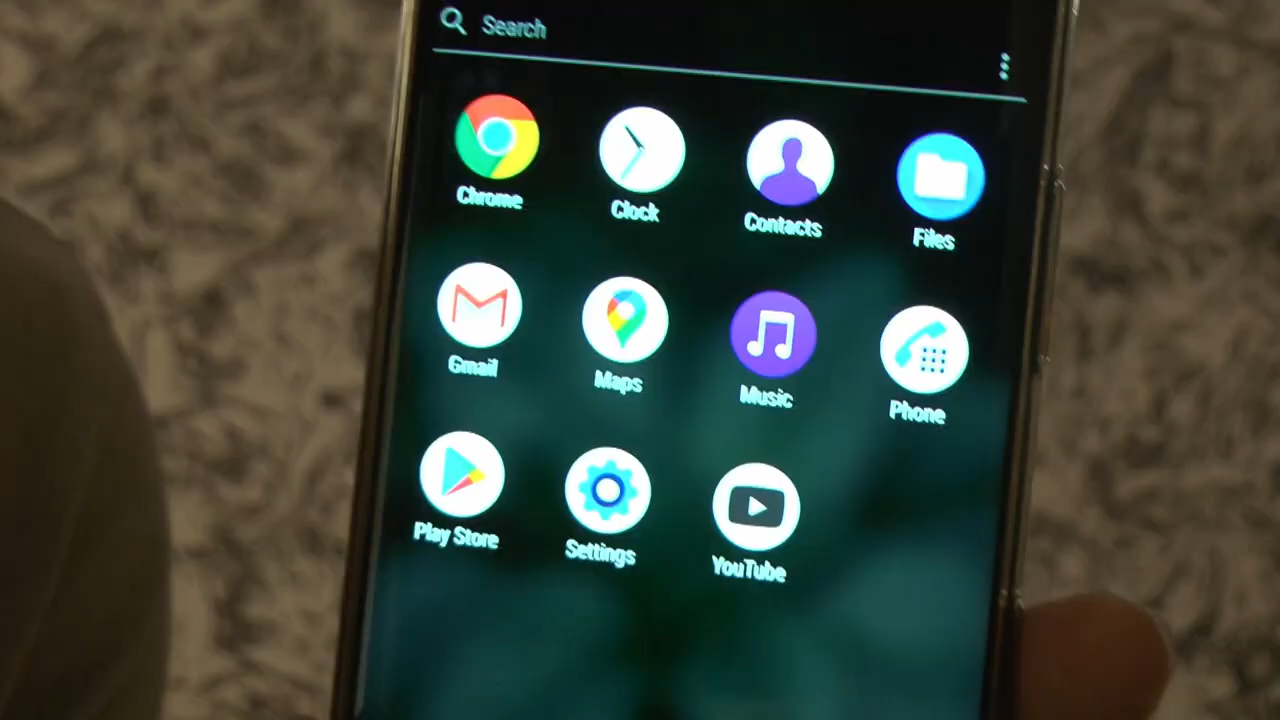 Search
Chrome
Clock
Contacts
Files
Gmail
Maps
Music
Phone
Play Store
Settings
YouTube